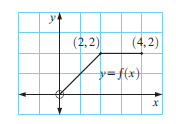 y
(2,2) (4,2)
y=f(x)
x